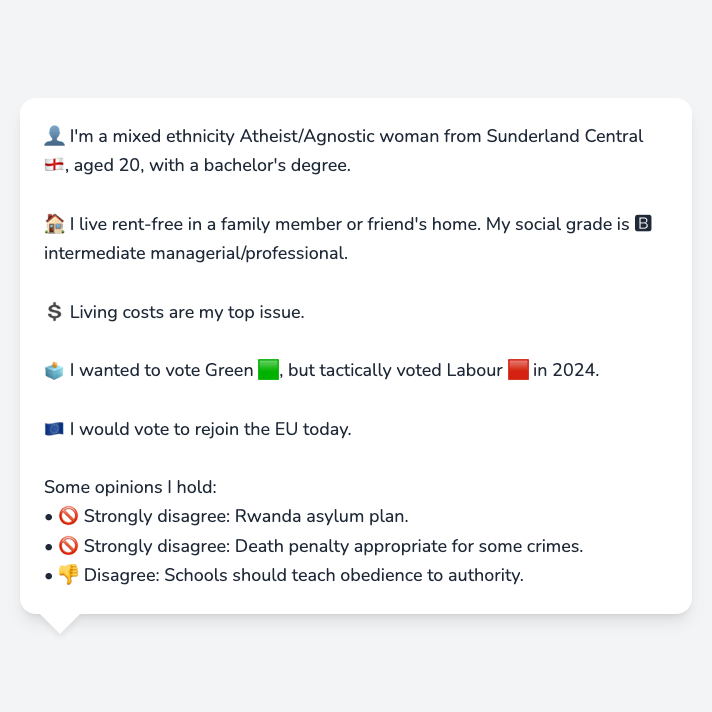 👤 I'm a mixed ethnicity Atheist/Agnostic woman from Sunderland Central
🏴󠁧󠁢󠁥󠁮󠁧󠁿, aged 20, with a bachelor's degree.
🏠 I live rent-free in a family member or friend's home. My social grade is 🅱
intermediate managerial/professional.
💲 Living costs are my top issue.
🗳️ I wanted to vote Green 🟩, but tactically voted Labour 🟥 in 2024.
🇪🇺 I would vote to rejoin the EU today.
Some opinions I hold:
• 🚫 Strongly disagree: Rwanda asylum plan.
• 🚫 Strongly disagree: Death penalty appropriate for some crimes.
• 👎 Disagree: Schools should teach obedience to authority.